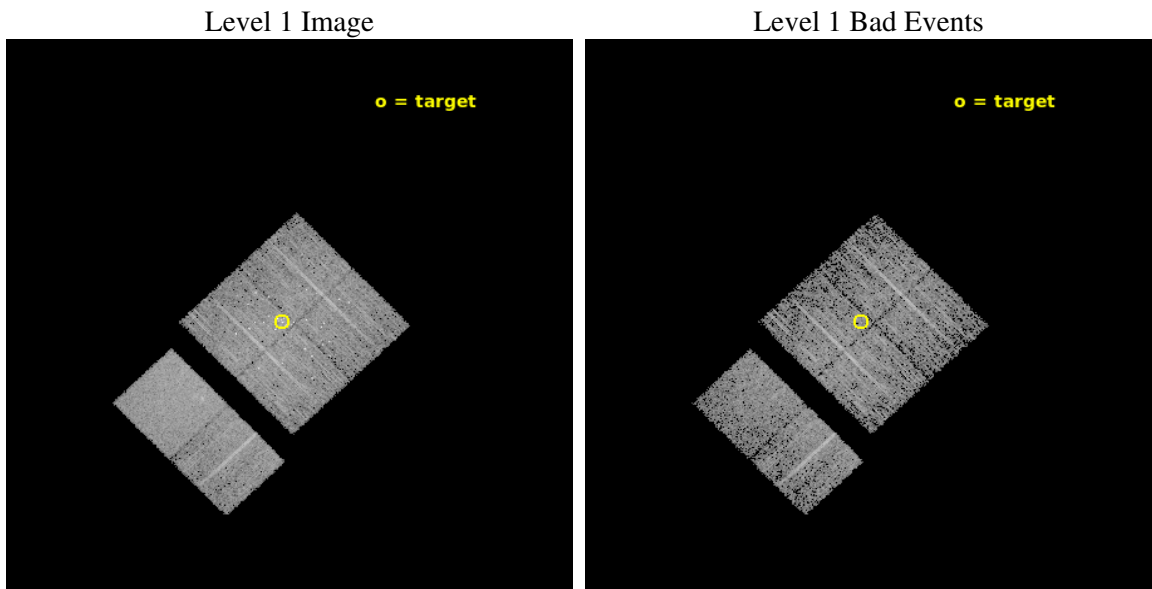 Level 1 Image
Level 1 Bad Events
o = target
o = target